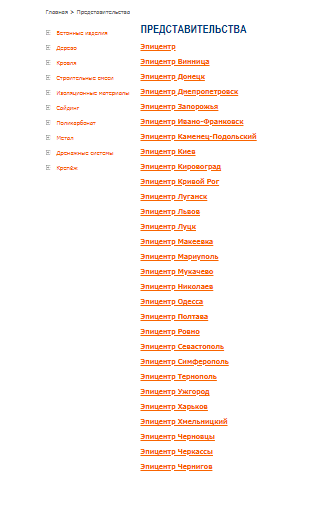 Главная > Представительства
Бетонные изделия
Дерево
Кровля
Строительные смеси
Изоляционные материалы
Сайдинг
Поликарбонат
Метал
Дренажные системы
Крепёж
ПРЕДСТАВИТЕЛЬСТВА
Эпицентр
Эпицентр Винница
Эпицентр Донецк
Эпицентр Днепропетровск
Эпицентр Запорожья
Эпицентр Ивано-Франковск
Эпицентр Каменец-Подольский
Эпицентр Киев
Эпицентр Кировоград
Эпицентр Кривой Рог
Эпицентр Луганск
Эпицентр Львов
Эпицентр Луцк
Эпицентр Макеевка
Эпицентр Мариуполь
Эпицентр Мукачево
Эпицентр Николаев
Эпицентр Одесса
Эпицентр Полтава
Эпицентр Ровно
Эпицентр Севастополь
Эпицентр Симферополь
Эпицентр Тернополь
Эпицентр Ужгород
Эпицентр Харьков
Эпицентр Хмельницкий
Эпицентр Черновцы
Эпицентр Черкассы
Эпицентр Чернигов